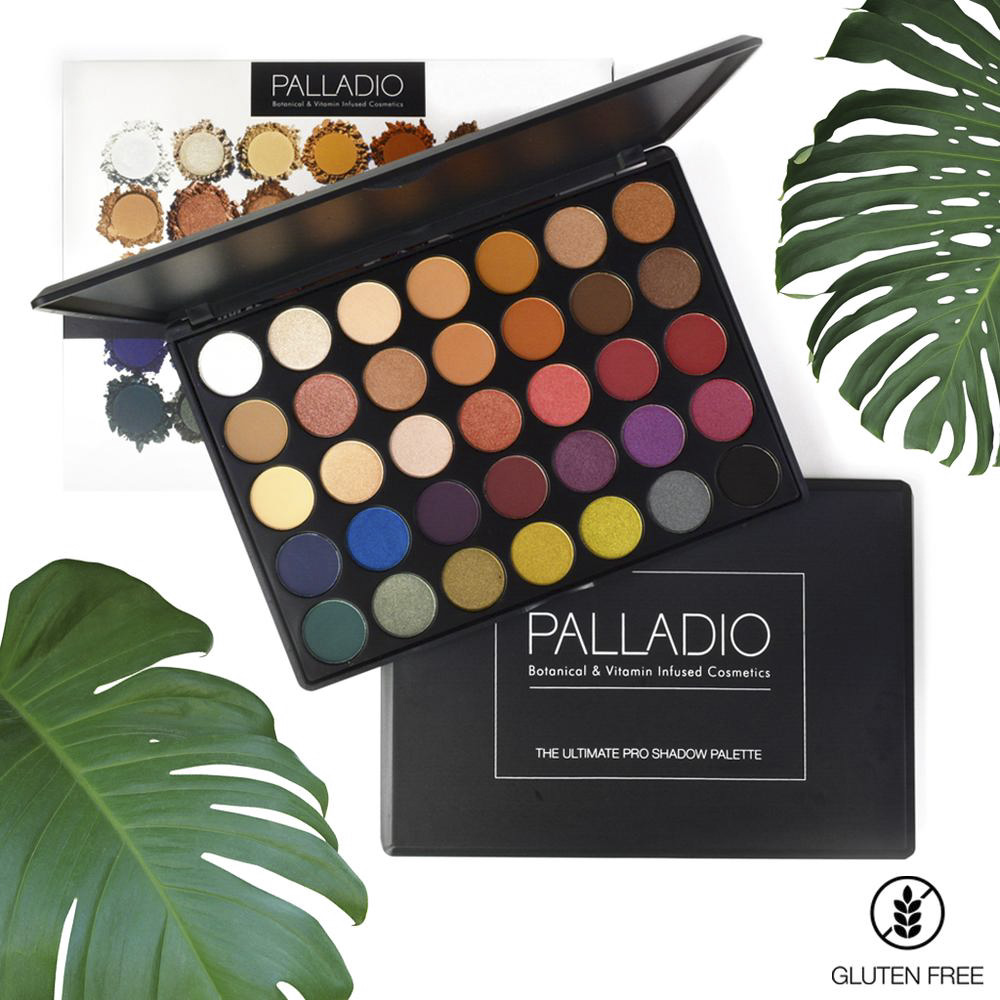 PALLADIO
Botanical & Vitamin Infused Cosmetics
PALLADIO
Botanical & Vitamin Infused Cosmetics
THE ULTIMATE PRO SHADOW PALETTE
GLUTEN FREE